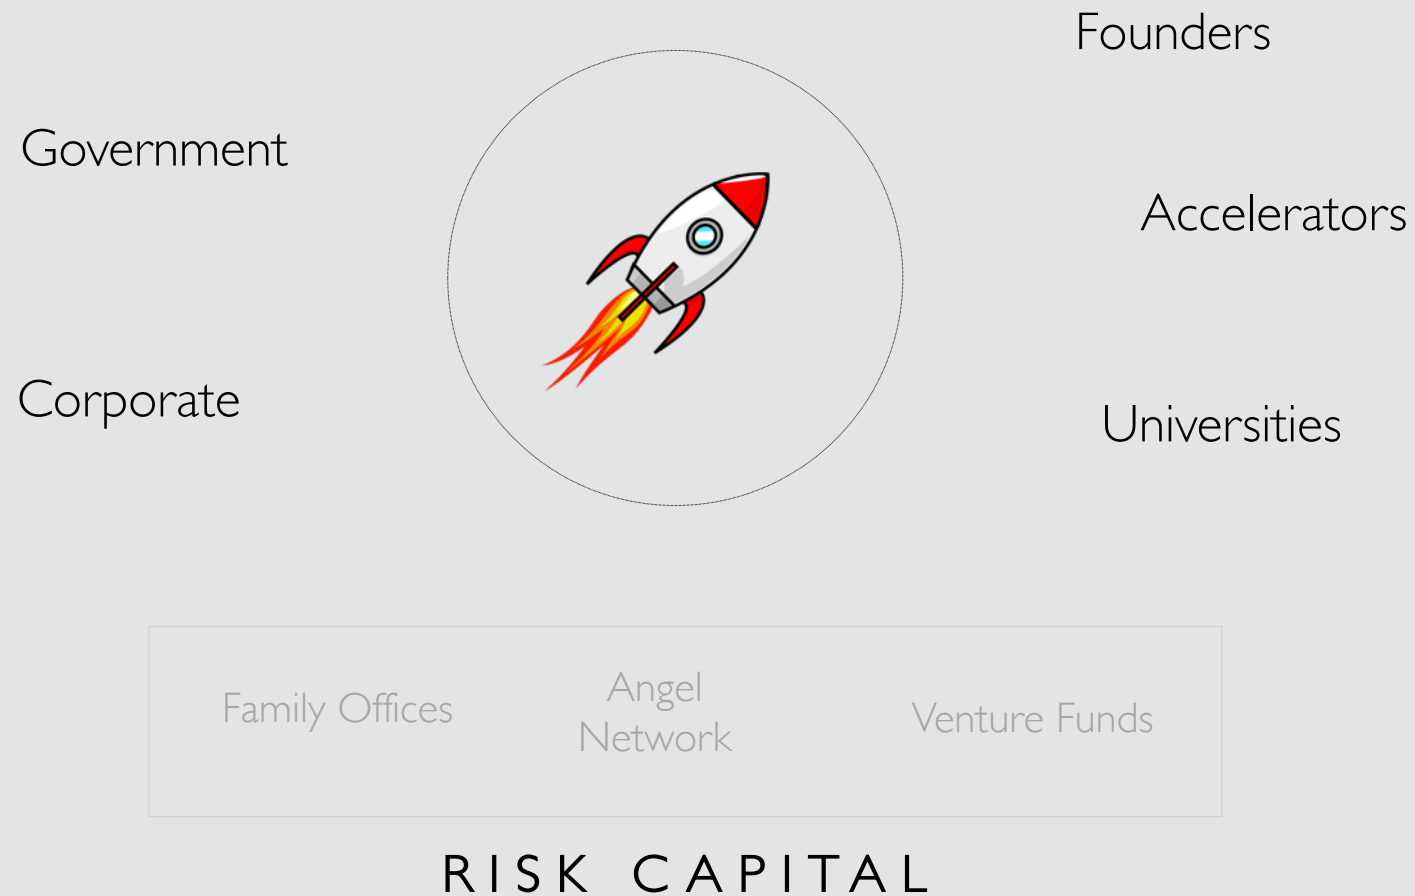 Founders
Government
Accelerators
Corporate
Universities
Family Offices
Angel
Network
Venture Funds
RISK CAPITAL